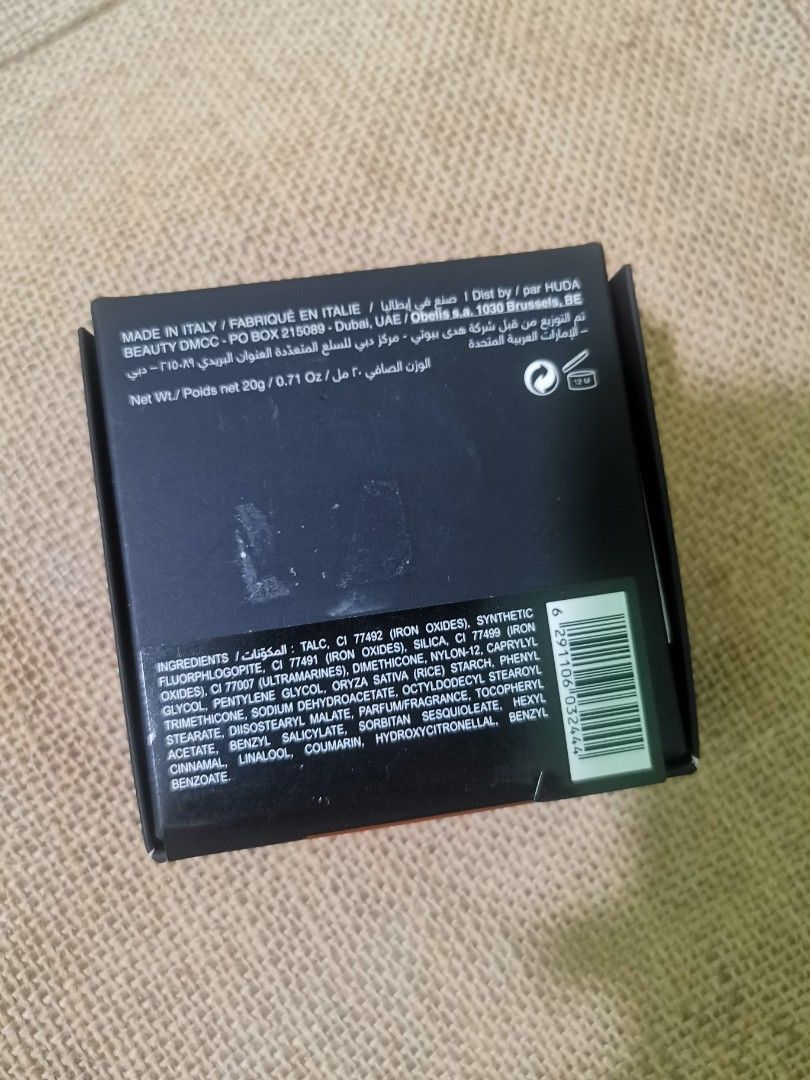 MADE IN ITALY / FABRIQUÉ EN ITALIE / صنع في إيطاليا I Dist by / par HUDA
BEAUTY DMCC - PO BOX 215089 - Dubai, UAE / Obelis s.a. 1030 Brussels, BE
تم التوزيع من قبل شركة هدى بيوتي - مركز دبي للسلع المتعدّدة العنوان البريدي ٢١٥٠٨٩ – دبي
– الإمارات العربية المتحدة
Net Wt./ Poids net 20g / 0.71 Oz / الوزن الصافي ٢٠ مل
12 M
INGREDIENTS / المكوّنات : TALC, CI 77492 (IRON OXIDES), SYNTHETIC
FLUORPHLOGOPITE, CI 77491 (IRON OXIDES), SILICA, CI 77499 (IRON
OXIDES), CI 77007 (ULTRAMARINES), DIMETHICONE, NYLON-12, CAPRYLYL
GLYCOL, PENTYLENE GLYCOL, ORYZA SATIVA (RICE) STARCH, PHENYL
TRIMETHICONE, SODIUM DEHYDROACETATE, OCTYLDODECYL STEAROYL
STEARATE, DIISOSTEARYL MALATE, PARFUM/FRAGRANCE, TOCOPHERYL
ACETATE, BENZYL SALICYLATE, SORBITAN SESQUIOLEATE, HEXYL
CINNAMAL, LINALOOL, COUMARIN, HYDROXYCITRONELLAL, BENZYL
BENZOATE.
6 291106 032444